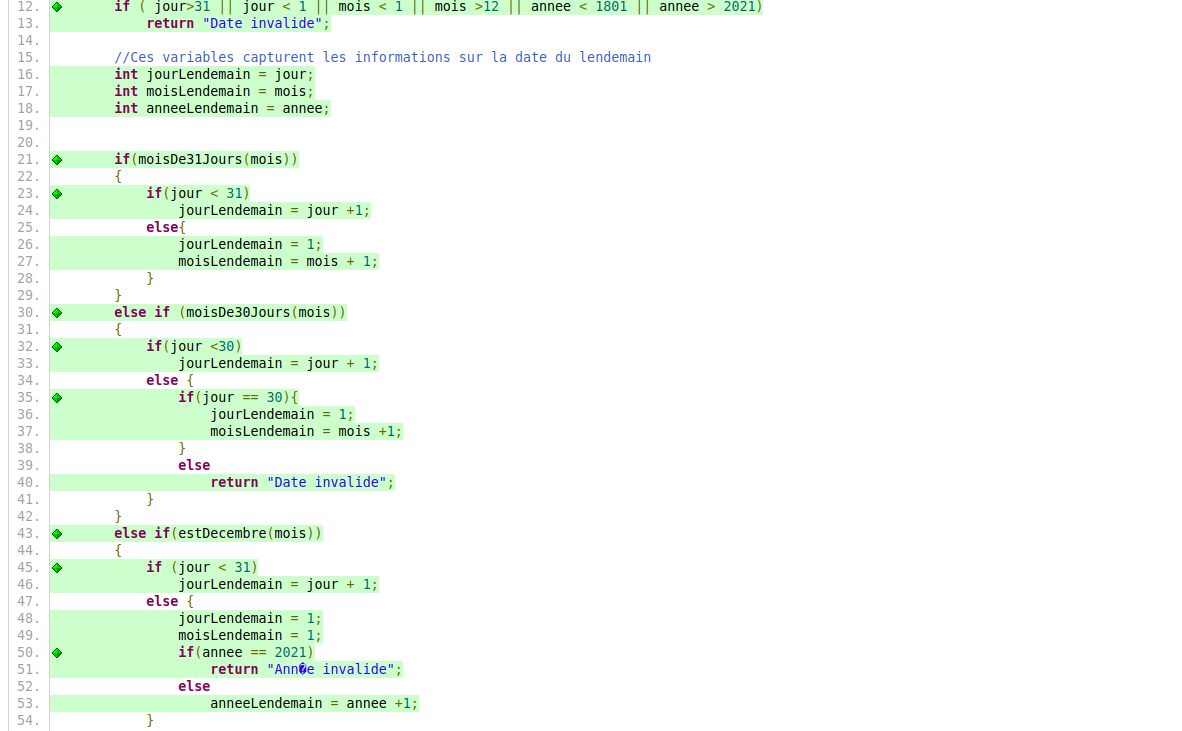 12. if ( jour>31 || jour < 1 || mois < 1 || mois >12 || annee < 1801 || annee > 2021)
13. return "Date invalide";
14.
15. //Ces variables capturent les informations sur la date du lendemain
16. int jourLendemain = jour;
17. int moisLendemain = mois;
18. int anneeLendemain = annee;
19.
20.
21. if(moisDe31Jours(mois))
22. {
23. if(jour < 31)
24. jourLendemain = jour +1;
25. else{
26. jourLendemain = 1;
27. moisLendemain = mois + 1;
28. }
29. }
30. else if (moisDe30Jours(mois))
31. {
32. if(jour <30)
33. jourLendemain = jour + 1;
34. else {
35. if(jour == 30){
36. jourLendemain = 1;
37. moisLendemain = mois +1;
38. }
39. else
40. return "Date invalide";
41. }
42. }
43. else if(estDecembre(mois))
44. {
45. if (jour < 31)
46. jourLendemain = jour + 1;
47. else {
48. jourLendemain = 1;
49. moisLendemain = 1;
50. if(annee == 2021)
51. return "Ann�e invalide";
52. else
53. anneeLendemain = annee +1;
54. }